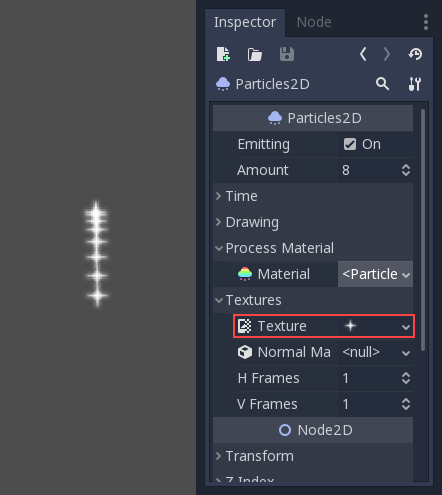 Inspector Node
Particles2D
Particles2D
Emitting On
Amount 8
Time
Drawing
Process Material
Material <Particle
Textures
Texture
Normal Ma <null>
H Frames 1
V Frames 1
Node2D
Transform
Z Index